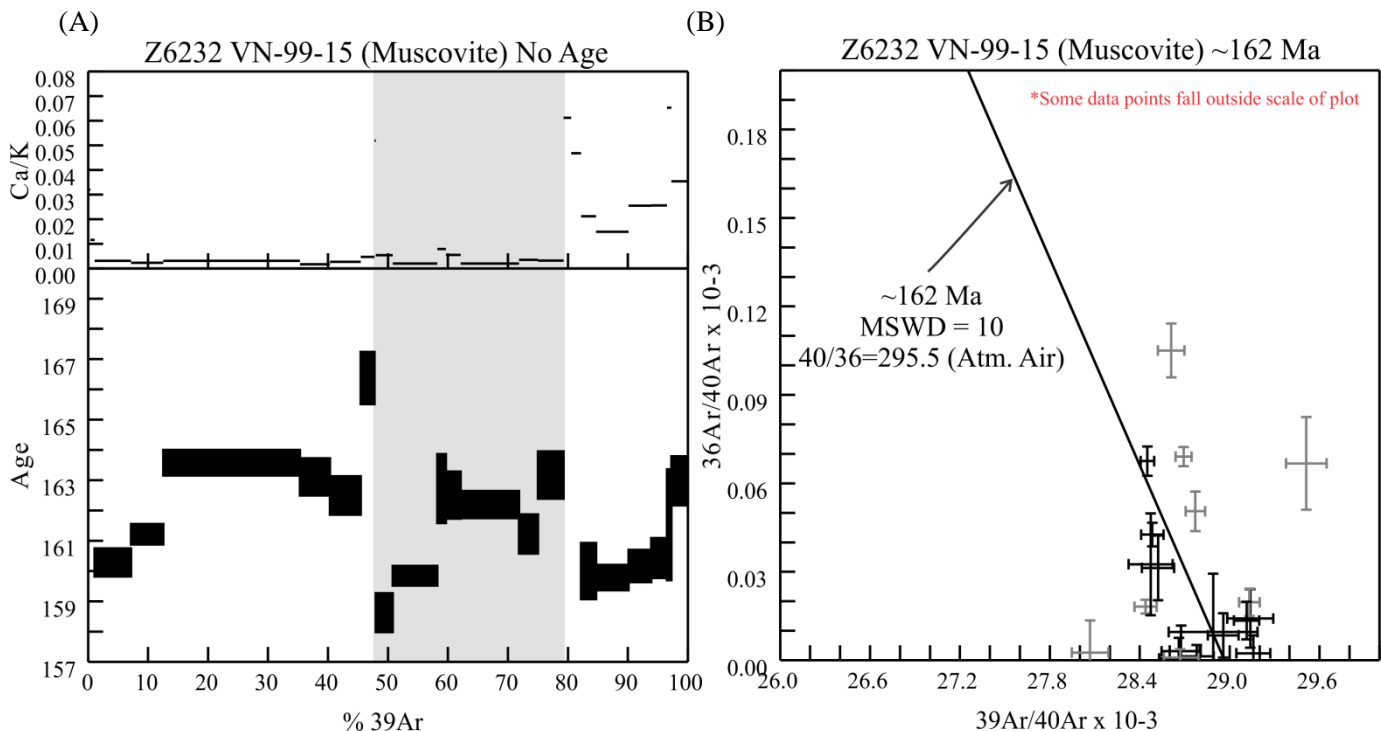 (A)
Z6232 VN-99-15 (Muscovite) No Age
0.08
0.07
0.06
0.05
0.04
0.03
0.02
0.01
0.00
Ca/K
169
167
165
163
161
159
157
Age
0 10 20 30 40 50 60 70 80 90 100
% 39Ar
(B)
Z6232 VN-99-15 (Muscovite) ~162 Ma
*Some data points fall outside scale of plot
0.18
0.15
0.12
0.09
0.06
0.03
0.00
36Ar/40Ar x 10-3
~162 Ma
MSWD = 10
40/36=295.5 (Atm. Air)
26.0 26.6 27.2 27.8 28.4 29.0 29.6
39Ar/40Ar x 10-3